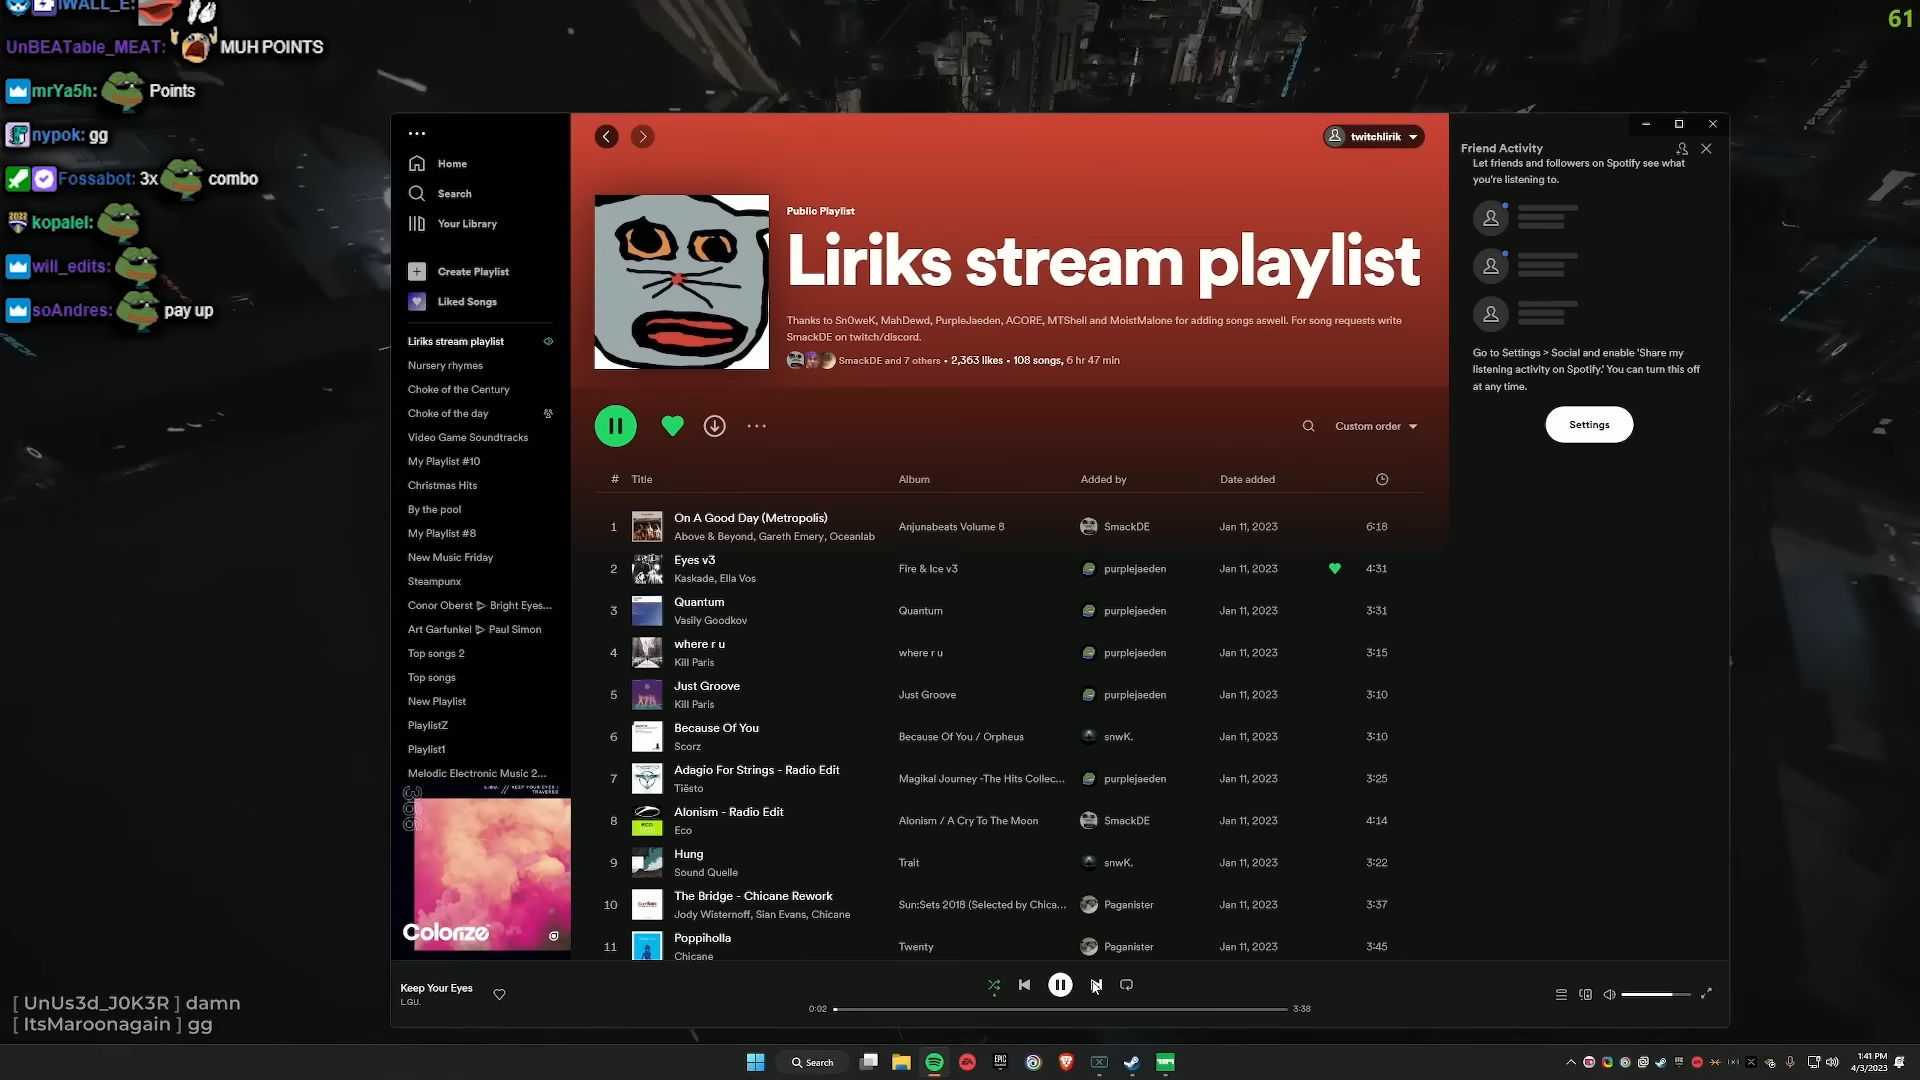 iWALL_E:
UnBEATable_MEAT: MUH POINTS
mrYa5h: Points
nypok: gg
Fossabot: 3x combo
kopalel:
will_edits:
soAndres: pay up
[ UnUs3d_J0K3R ] damn
[ ItsMaroonagain ] gg
61
Home
Search
Your Library
Create Playlist
Liked Songs
Liriks stream playlist
Nursery rhymes
Choke of the Century
Choke of the day
Video Game Soundtracks
My Playlist #10
Christmas Hits
By the pool
My Playlist #8
New Music Friday
Steampunx
Conor Oberst ▷ Bright Eyes...
Art Garfunkel ▷ Paul Simon
Top songs 2
Top songs
New Playlist
PlaylistZ
Playlist1
Melodic Electronic Music 2...
L.GU. // KEEP YOUR EYES /
TRAVERSO
Colorize
twitchlirik
Public Playlist
Liriks stream playlist
Thanks to Sn0weK, MahDewd, PurpleJaeden, ACORE, MTShell and MoistMalone for adding songs aswell. For song requests write
SmackDE on twitch/discord.
SmackDE and 7 others • 2,363 likes • 108 songs, 6 hr 47 min
Custom order
# Title Album Added by Date added
1 On A Good Day (Metropolis) Anjunabeats Volume 8 SmackDE Jan 11, 2023 6:18
Above & Beyond, Gareth Emery, Oceanlab
2 Eyes v3 Fire & Ice v3 purplejaeden Jan 11, 2023 4:31
Kaskade, Ella Vos
3 Quantum Quantum purplejaeden Jan 11, 2023 3:31
Vasily Goodkov
4 where r u where r u purplejaeden Jan 11, 2023 3:15
Kill Paris
5 Just Groove Just Groove purplejaeden Jan 11, 2023 3:10
Kill Paris
6 Because Of You Because Of You / Orpheus snwK. Jan 11, 2023 3:10
Scorz
7 Adagio For Strings - Radio Edit Magikal Journey -The Hits Collec... purplejaeden Jan 11, 2023 3:25
Tiësto
8 Alonism - Radio Edit Alonism / A Cry To The Moon SmackDE Jan 11, 2023 4:14
Eco
9 Hung Trait snwK. Jan 11, 2023 3:22
Sound Quelle
10 The Bridge - Chicane Rework Sun:Sets 2018 (Selected by Chica... Paganister Jan 11, 2023 3:37
Jody Wisternoff, Sian Evans, Chicane
11 Poppiholla Twenty Paganister Jan 11, 2023 3:45
Chicane
Friend Activity
Let friends and followers on Spotify see what
you're listening to.
Go to Settings > Social and enable 'Share my
listening activity on Spotify.' You can turn this off
at any time.
Settings
Keep Your Eyes
L.GU.
0:02
3:38
Search
1:41 PM
4/3/2023